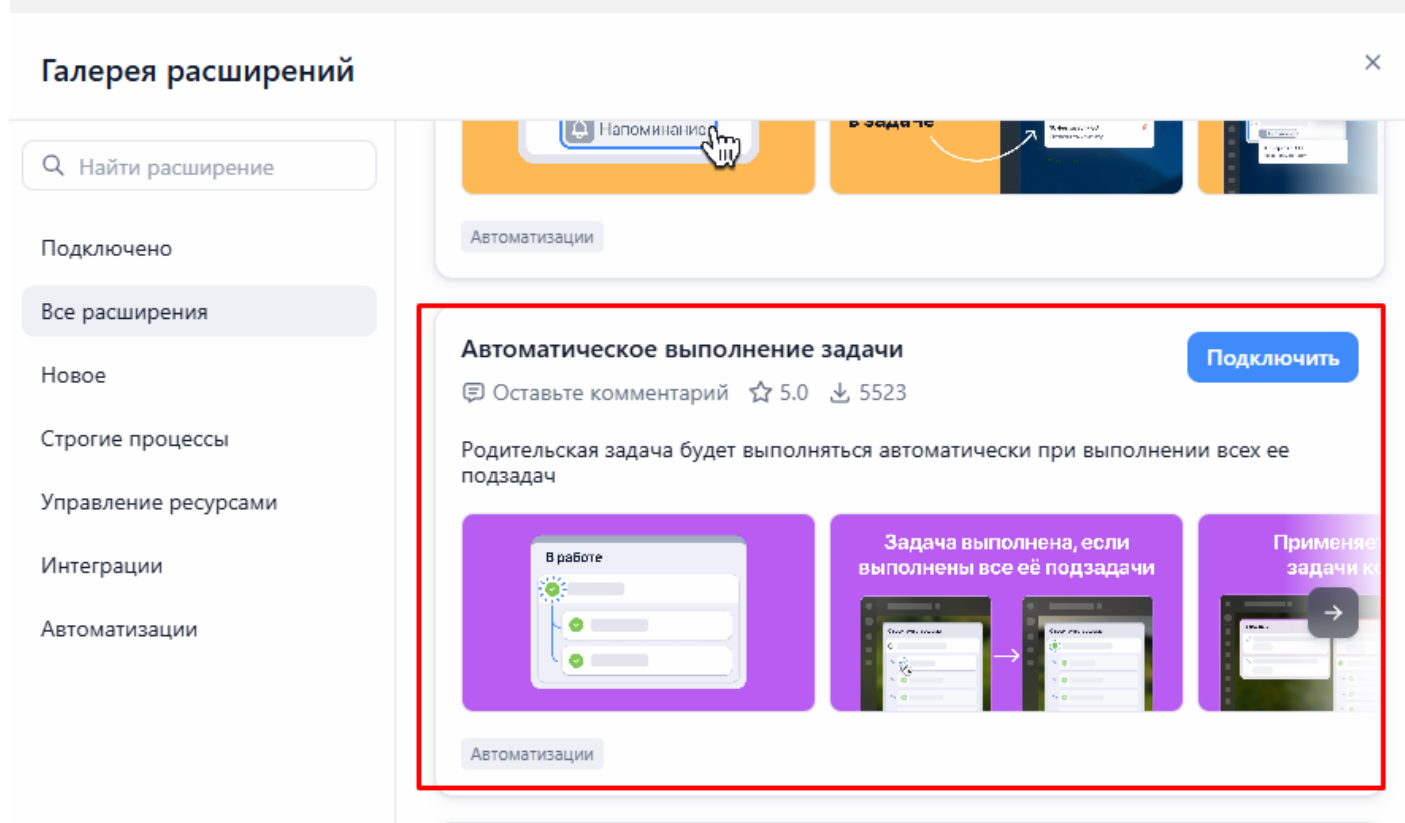 Галерея расширений
Найти расширение
Подключено
Все расширения
Новое
Строгие процессы
Управление ресурсами
Интеграции
Автоматизации
Напоминание
в задаче
Автоматизации
Автоматическое выполнение задачи
Подключить
Оставьте комментарий 5.0 5523
Родительская задача будет выполняться автоматически при выполнении всех ее
подзадач
В работе
Задача выполнена, если
выполнены все её подзадачи
Применяе
задачи к
Автоматизации